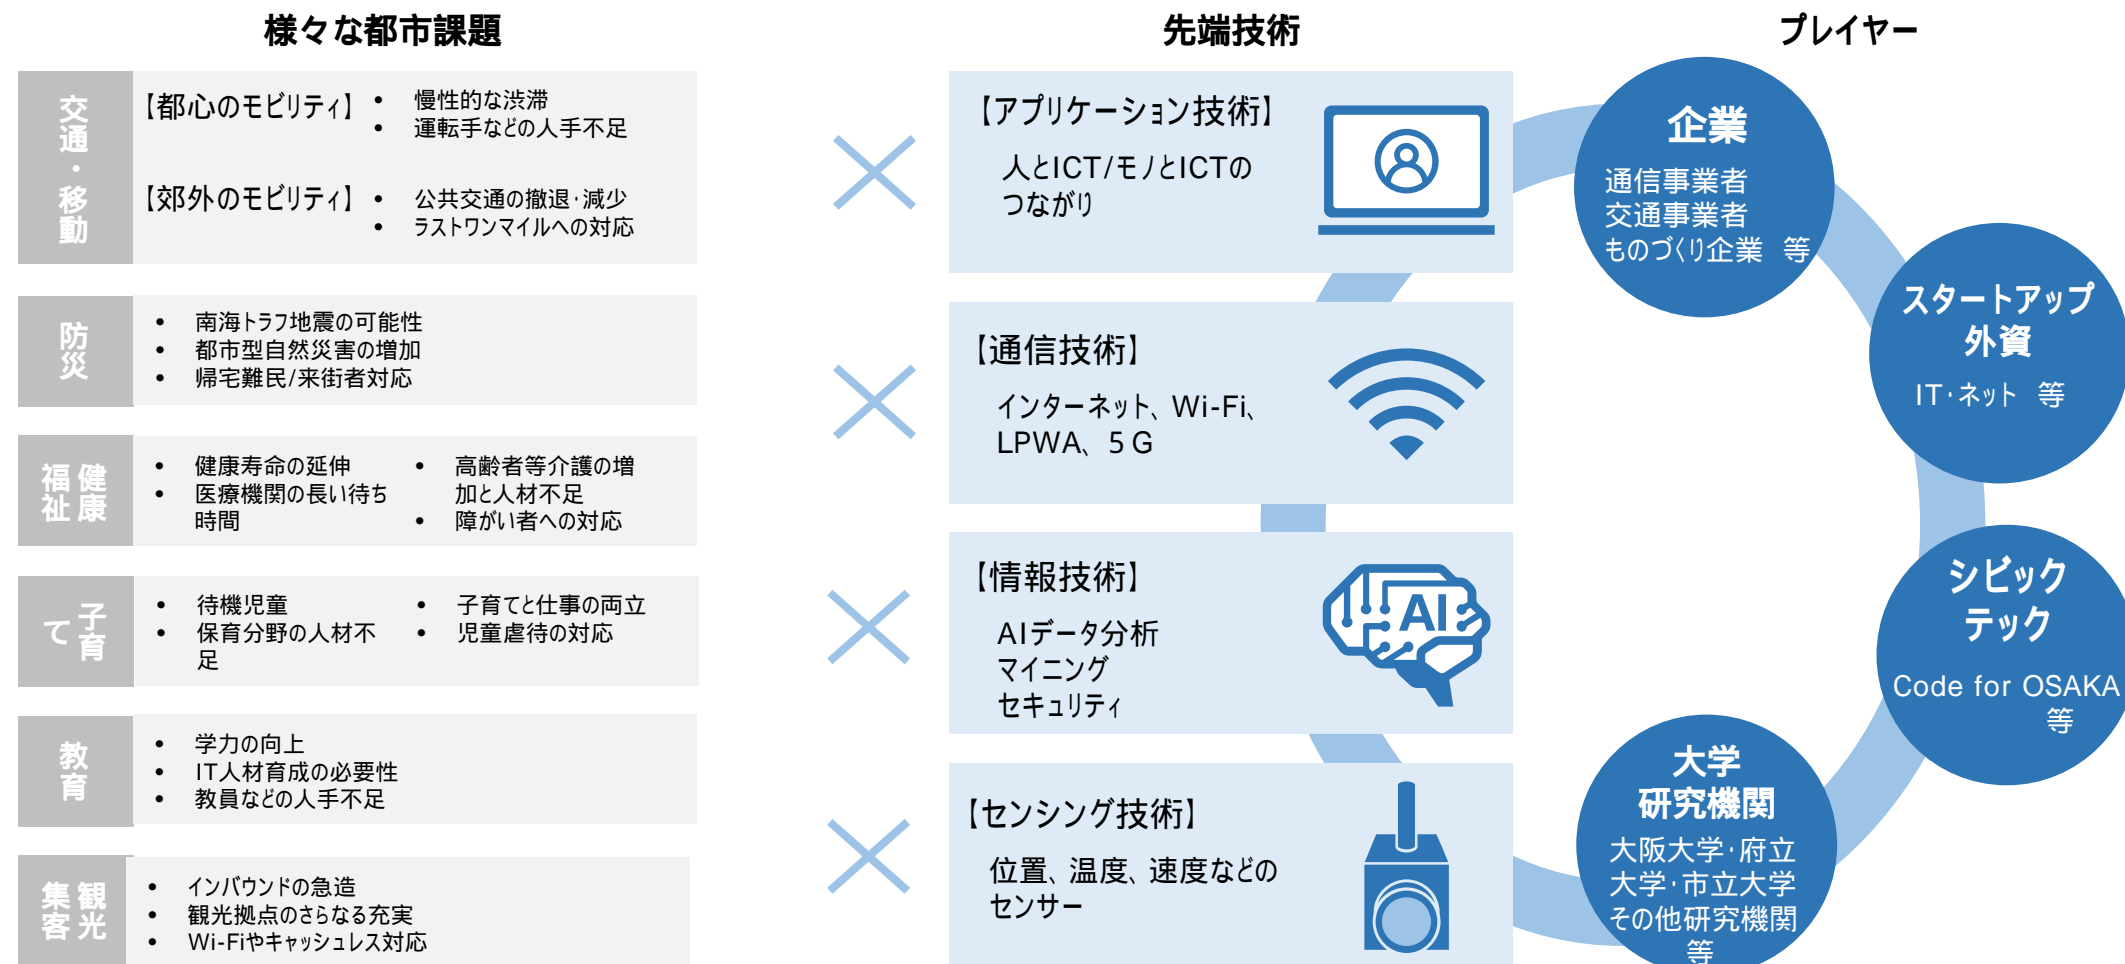 様々な都市課題
先端技術
プレイヤー
交通・移動
【都心のモビリティ】
• 慢性的な渋滞
• 運転手などの人手不足
【郊外のモビリティ】
• 公共交通の撤退・減少
• ラストワンマイルへの対応
防災
• 南海トラフ地震の可能性
• 都市型自然災害の増加
• 帰宅難民/来街者対応
健康
福祉
• 健康寿命の延伸
• 医療機関の長い待ち
時間
• 高齢者等介護の増
加と人材不足
• 障がい者への対応
子育
て
• 待機児童
• 保育分野の人材不
足
• 子育てと仕事の両立
• 児童虐待の対応
教育
• 学力の向上
• IT人材育成の必要性
• 教員などの人手不足
観光
集客
• インバウンドの急造
• 観光拠点のさらなる充実
• Wi-Fiやキャッシュレス対応
【アプリケーション技術】
人とICT/モノとICTの
つながり
【通信技術】
インターネット、Wi-Fi、
LPWA、5G
【情報技術】
AIデータ分析
マイニング
セキュリティ
AI
【センシング技術】
位置、温度、速度などの
センサー
企業
通信事業者
交通事業者
ものづくり企業 等
スタートアップ
外資
IT・ネット 等
シビック
テック
Code for OSAKA
等
大学
研究機関
大阪大学・府立
大学・市立大学
その他研究機関
等